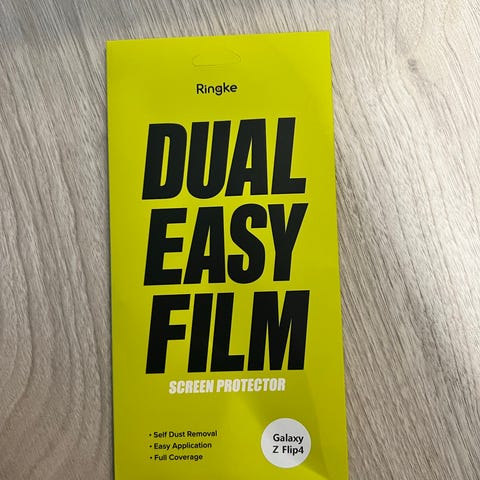 Ringke
DUAL
EASY
FILM
SCREEN PROTECTOR
• Self Dust Removal
• Easy Application
• Full Coverage
Galaxy
Z Flip4